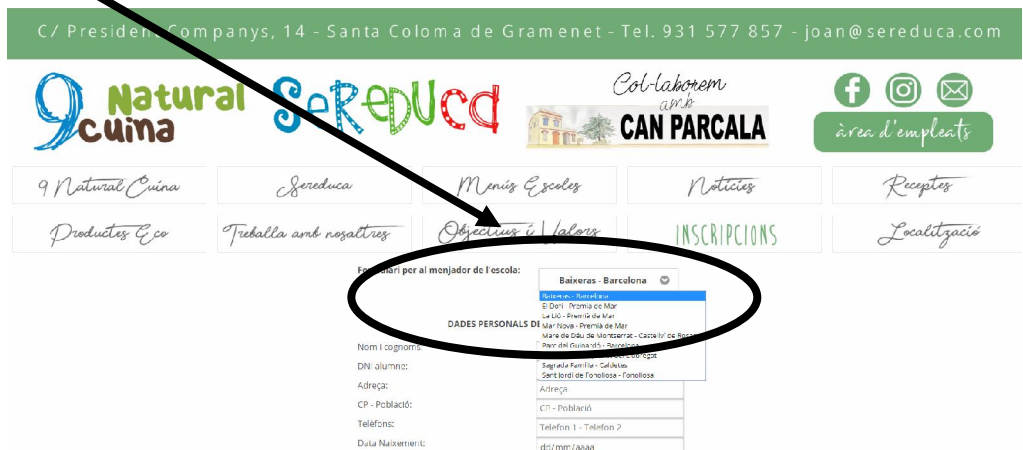 C/ President Companys, 14 - Santa Coloma de Gramenet - Tel. 931 577 857 - joan@sereduca.com
9 Natural cuina
SeReDUCa
Col·laborem
amb
CAN PARCALA
àrea d'empleats
9 Natural Cuina
Sereduca
Menús Escoles
Notícies
Receptes
Productes Eco
Treballa amb nosaltres
Objectius i Valors
INSCRIPCIONS
Localització
Formulari per al menjador de l'escola:
Baixeras - Barcelona
Baixeras - Barcelona
El Dofí - Premià de Mar
La Lió - Premià de Mar
Mar Nova - Premià de Mar
Mare de Déu de Montserrat - Castellví de Rosa
Parc del Guinardó - Barcelona
Sagrada Família - Caldetes
Sant Jordi de Fonollosa - Fonollosa
DADES PERSONALS
Nom i cognoms:
DNI alumne:
Adreça:
Adreça
CP - Població:
CP - Població
Telèfons:
Telefon 1 - Telefon 2
Data Naixement:
dd/mm/aaaa